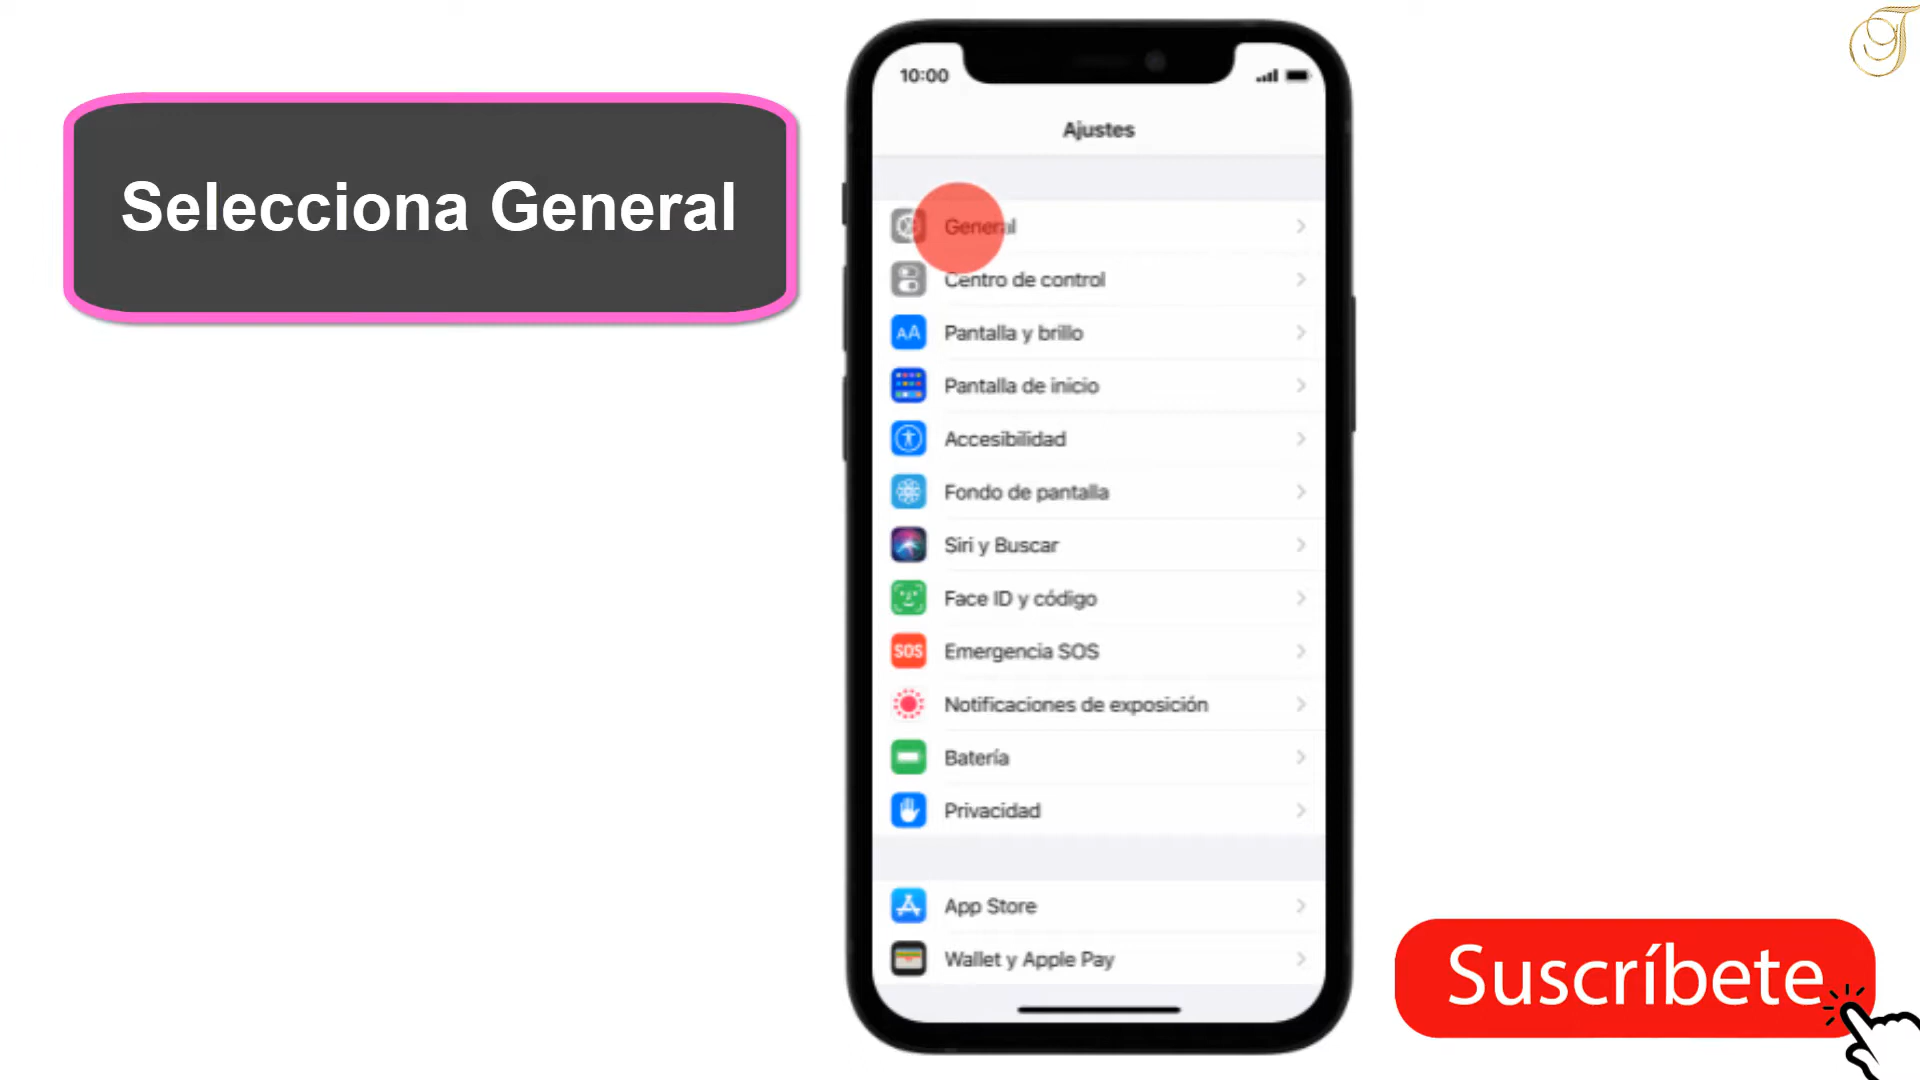 Selecciona General
10:00
Ajustes
General
Centro de control
AA Pantalla y brillo
Pantalla de inicio
Accesibilidad
Fondo de pantalla
Siri y Buscar
Face ID y código
SOS Emergencia SOS
Notificaciones de exposición
Batería
Privacidad
App Store
Wallet y Apple Pay
Suscríbete